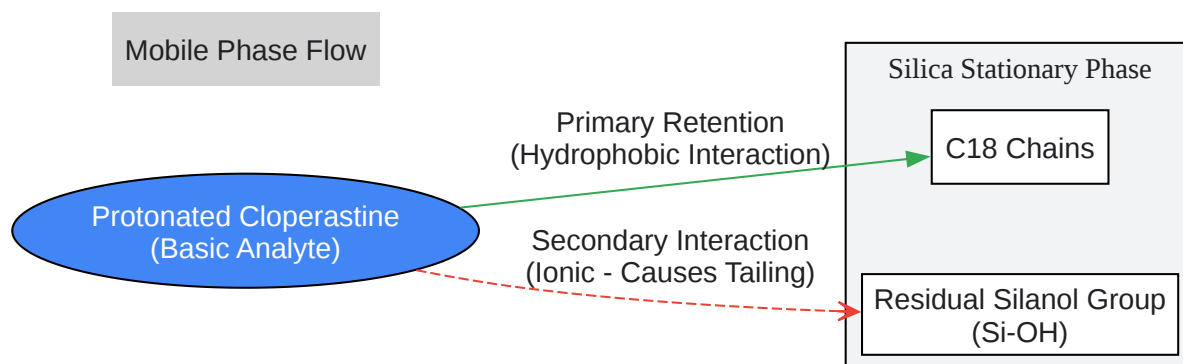 Mobile Phase Flow
Silica Stationary Phase
Primary Retention
(Hydrophobic Interaction)
C18 Chains
Protonated Cloperastine
(Basic Analyte)
Secondary Interaction
(Ionic - Causes Tailing)
Residual Silanol Group
(Si-OH)